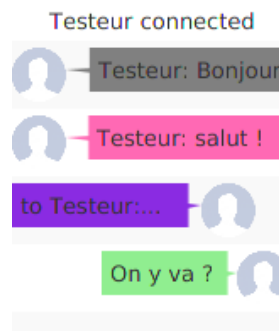 Testeur connected
Testeur: Bonjour
Testeur: salut !
to Testeur:...
On y va ?